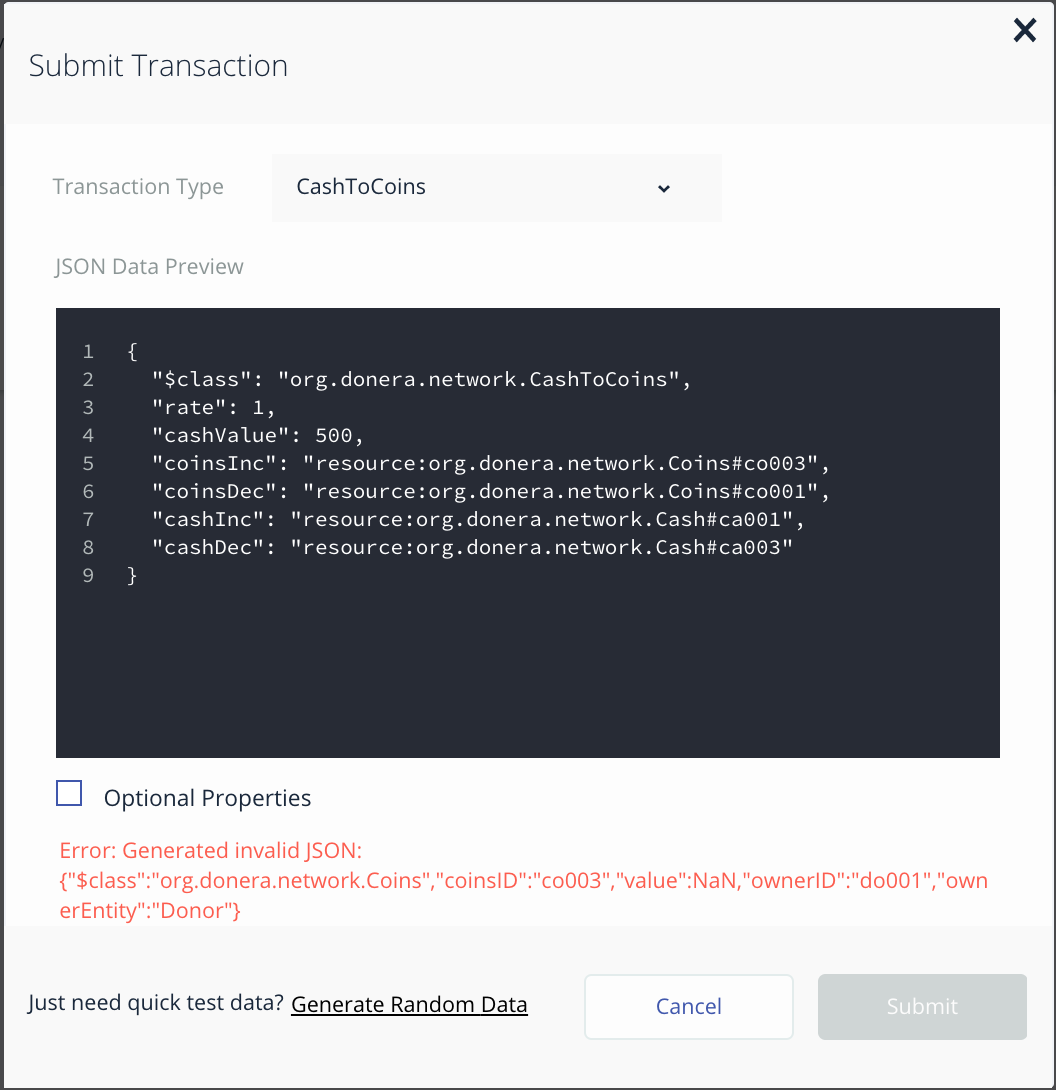 Submit Transaction
Transaction Type
CashToCoins
JSON Data Preview
1 {
2 "$class": "org.donera.network.CashToCoins",
3 "rate": 1,
4 "cashValue": 500,
5 "coinsInc": "resource:org.donera.network.Coins#co003",
6 "coinsDec": "resource:org.donera.network.Coins#co001",
7 "cashInc": "resource:org.donera.network.Cash#ca001",
8 "cashDec": "resource:org.donera.network.Cash#ca003"
9 }
Optional Properties
Error: Generated invalid JSON:
{"$class":"org.donera.network.Coins","coinsID":"co003","value":NaN,"ownerID":"do001","own
erEntity":"Donor"}
Just need quick test data? Generate Random Data
Cancel
Submit